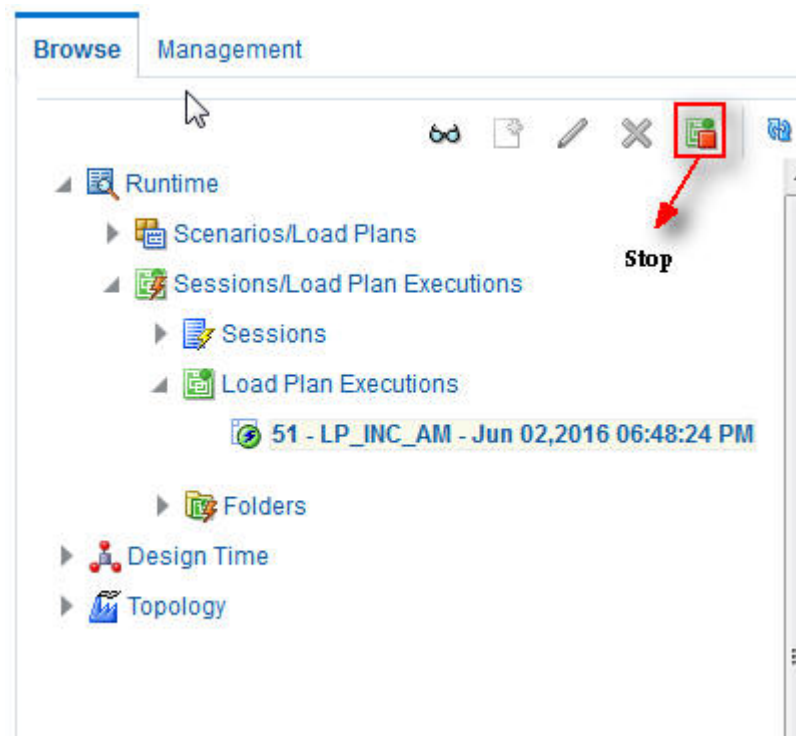 Browse Management
Runtime
Scenarios/Load Plans
Stop
Sessions/Load Plan Executions
Sessions
Load Plan Executions
51 - LP_INC_AM - Jun 02,2016 06:48:24 PM
Folders
Design Time
Topology